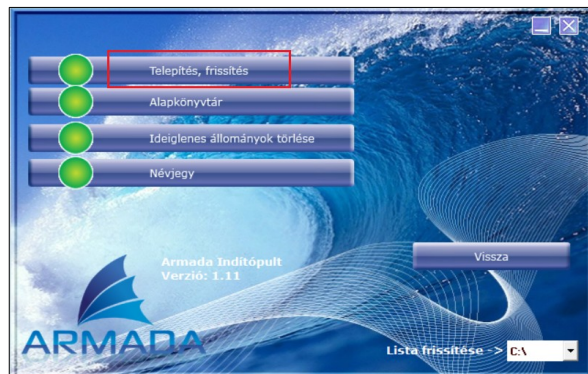 Telepítés, frissítés
Alapkönyvtár
Ideiglenes állományok törlése
Névjegy
Armada Indítópult
Verzió: 1.11
Vissza
ARMADA
Lista frissítése -> C:\